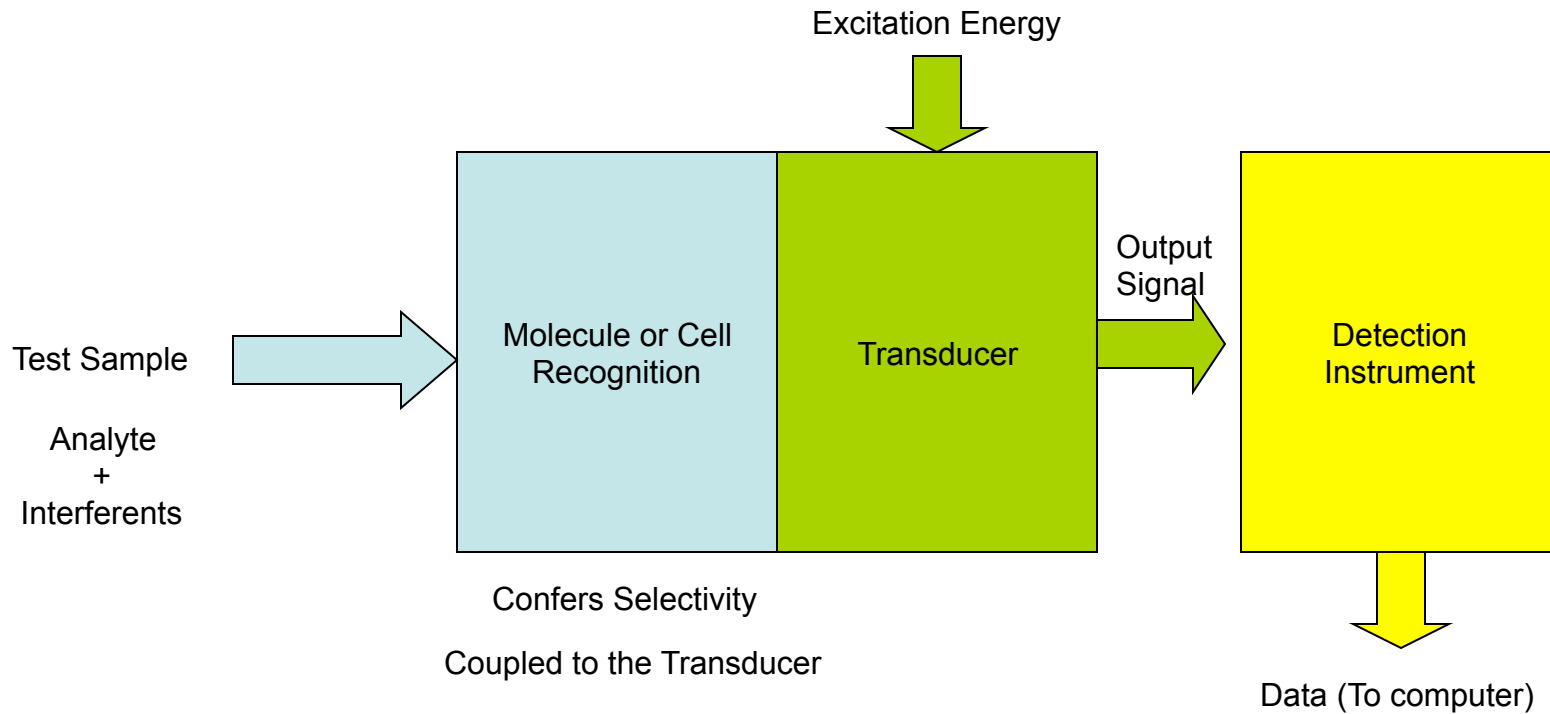 Excitation Energy
Output
Signal
Test Sample
Analyte
+
Interferents
Molecule or Cell
Recognition
Transducer
Detection
Instrument
Confers Selectivity
Coupled to the Transducer
Data (To computer)